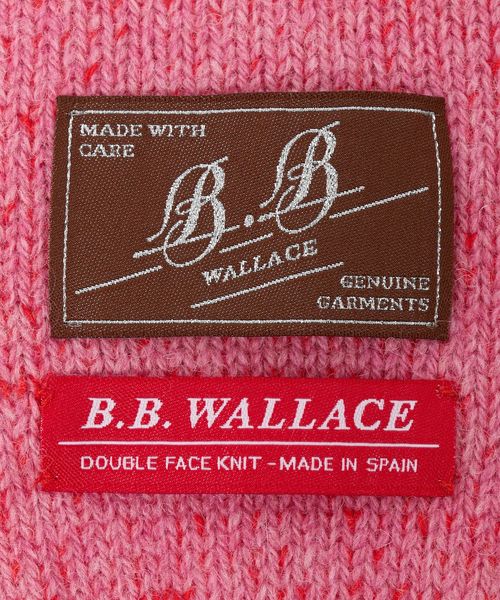 MADE WITH
CARE
B.B
WALLACE
GENUINE
GARMENTS
B.B. WALLACE
DOUBLE FACE KNIT - MADE IN SPAIN